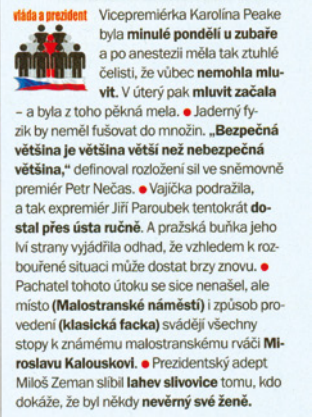 vláda a prezident
Vicepremiérka Karolína Peake
byla minulé pondělí u zubaře
a po anestezii měla tak ztuhlé
čelisti, že vůbec nemohla mlu-
vit. V úterý pak mluvit začala
– a byla z toho pěkná mela. ● Jaderný fy-
zik by neměl fušovat do množin. „Bezpečná
většina je většina větší než nebezpečná
většina,“ definoval rozložení sil ve sněmovně
premiér Petr Nečas. ● Vajíčka podražila,
a tak expremiér Jiří Paroubek tentokrát do-
stal přes ústa ručně. A pražská buňka jeho
lví strany vyjádřila odhad, že vzhledem k roz-
bouřené situaci může dostat brzy znovu. ●
Pachatel tohoto útoku se sice nenašel, ale
místo (Malostranské náměstí) i způsob pro-
vedení (klasická facka) svádějí všechny
stopy k známému malostranskému rváči Mi-
roslavu Kalouskovi. ● Prezidentský adept
Miloš Zeman slíbil lahev slivovice tomu, kdo
dokáže, že byl někdy nevěrný své ženě.